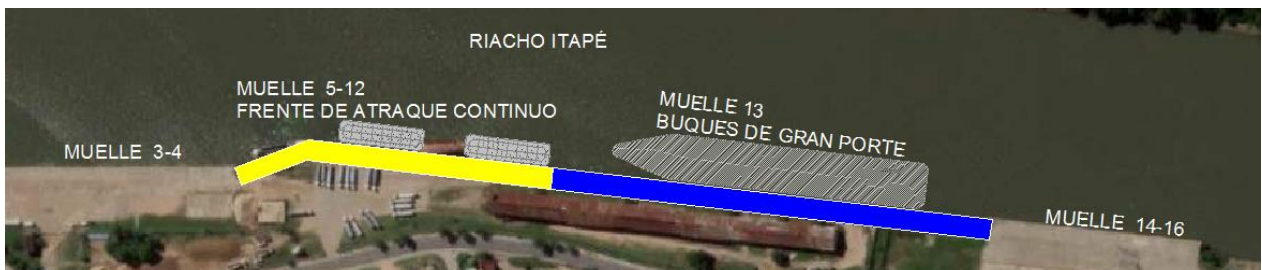 RIACHO ITAPÉ
MUELLE 5-12
FRENTE DE ATRAQUE CONTINUO
MUELLE 13
BUQUES DE GRAN PORTE
MUELLE 3-4
MUELLE 14-16